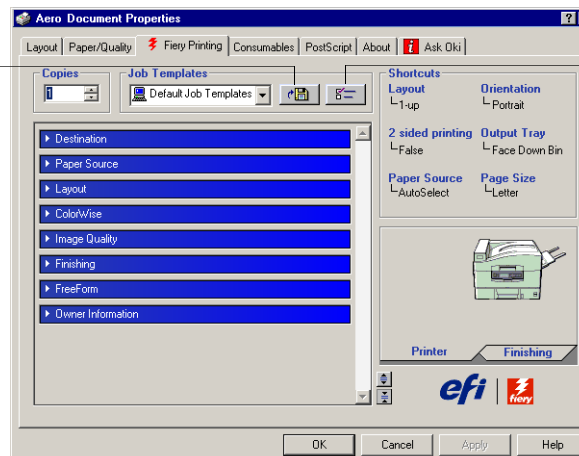 Aero Document Properties
?
Layout Paper/Quality Fiery Printing Consumables PostScript About i Ask Oki
Copies
1
Job Templates
Default Job Templates
Destination
Paper Source
Layout
ColorWise
Image Quality
Finishing
FreeForm
Owner Information
Shortcuts
Layout Orientation
1-up Portrait
2 sided printing Output Tray
False Face Down Bin
Paper Source Page Size
AutoSelect Letter
Printer Finishing
efi fiery
OK Cancel Apply Help